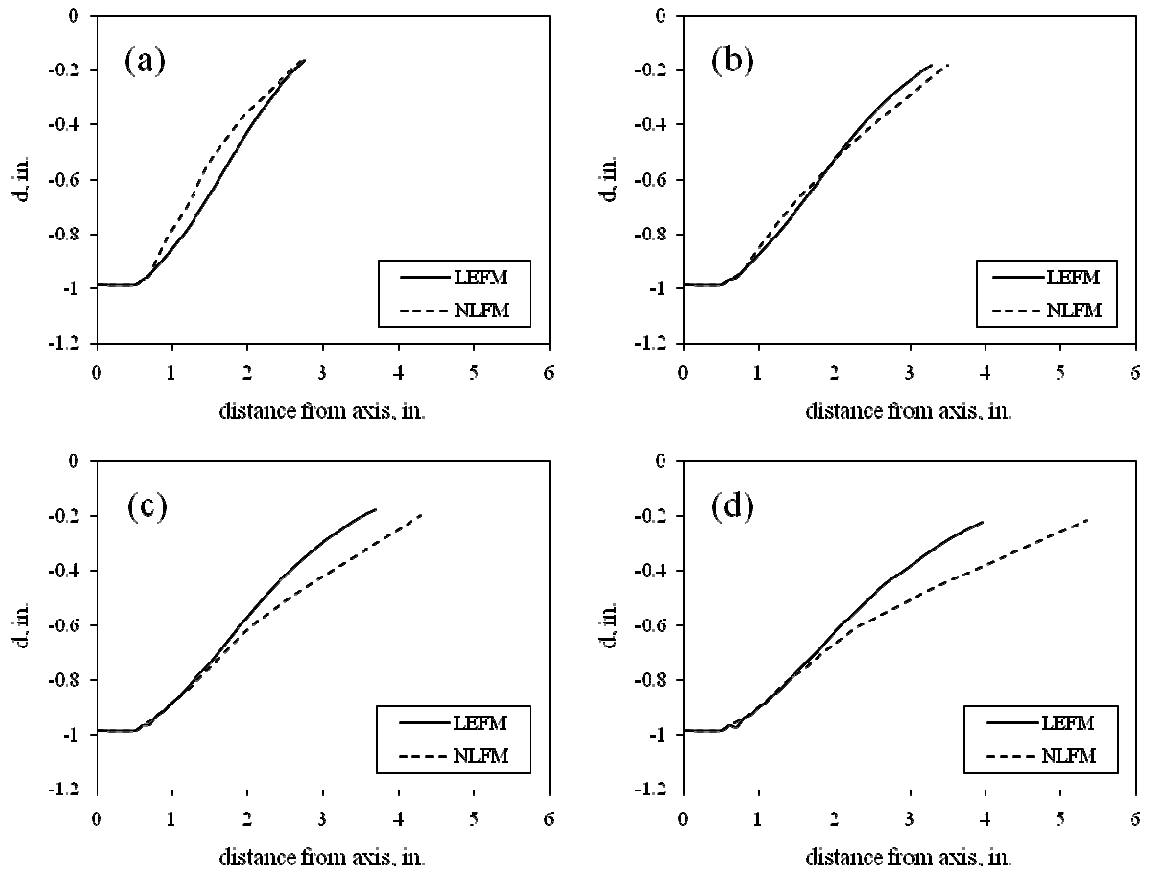 0
-0.2
-0.4
-0.6
-0.8
-1
-1.2
d, in.
(a)
LEFM
NLFM
0 1 2 3 4 5 6
distance from axis, in.
0
-0.2
-0.4
-0.6
-0.8
-1
-1.2
d, in.
(b)
LEFM
NLFM
0 1 2 3 4 5 6
distance from axis, in.
0
-0.2
-0.4
-0.6
-0.8
-1
-1.2
d, in.
(c)
LEFM
NLFM
0 1 2 3 4 5 6
distance from axis, in.
0
-0.2
-0.4
-0.6
-0.8
-1
-1.2
d, in.
(d)
LEFM
NLFM
0 1 2 3 4 5 6
distance from axis, in.